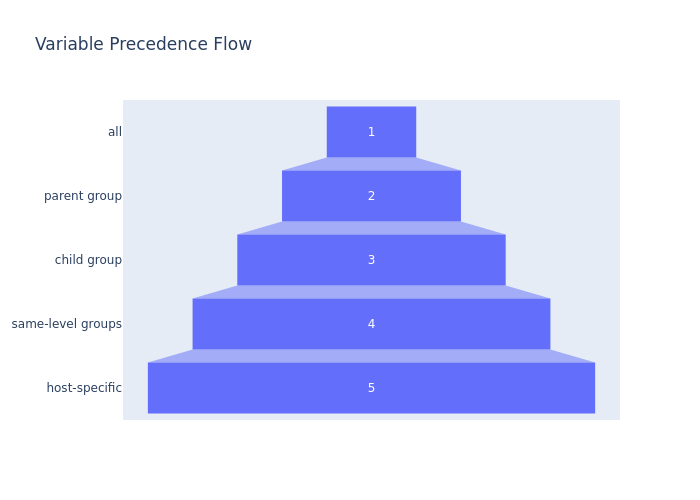 Variable Precedence Flow
all
1
parent group
2
child group
3
same-level groups
4
host-specific
5